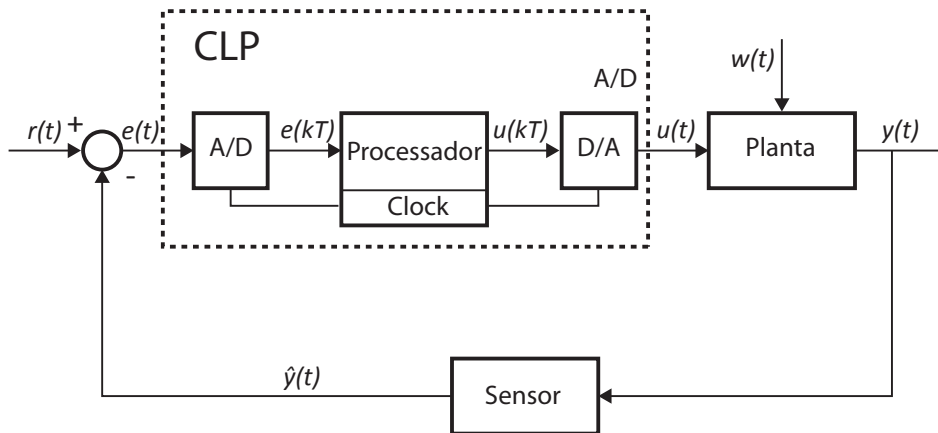 CLP
A/D
w(t)
r(t) +
e(t)
A/D
e(kT)
Processador
Clock
u(kT)
D/A
u(t)
Planta
y(t)
-
ŷ(t)
Sensor